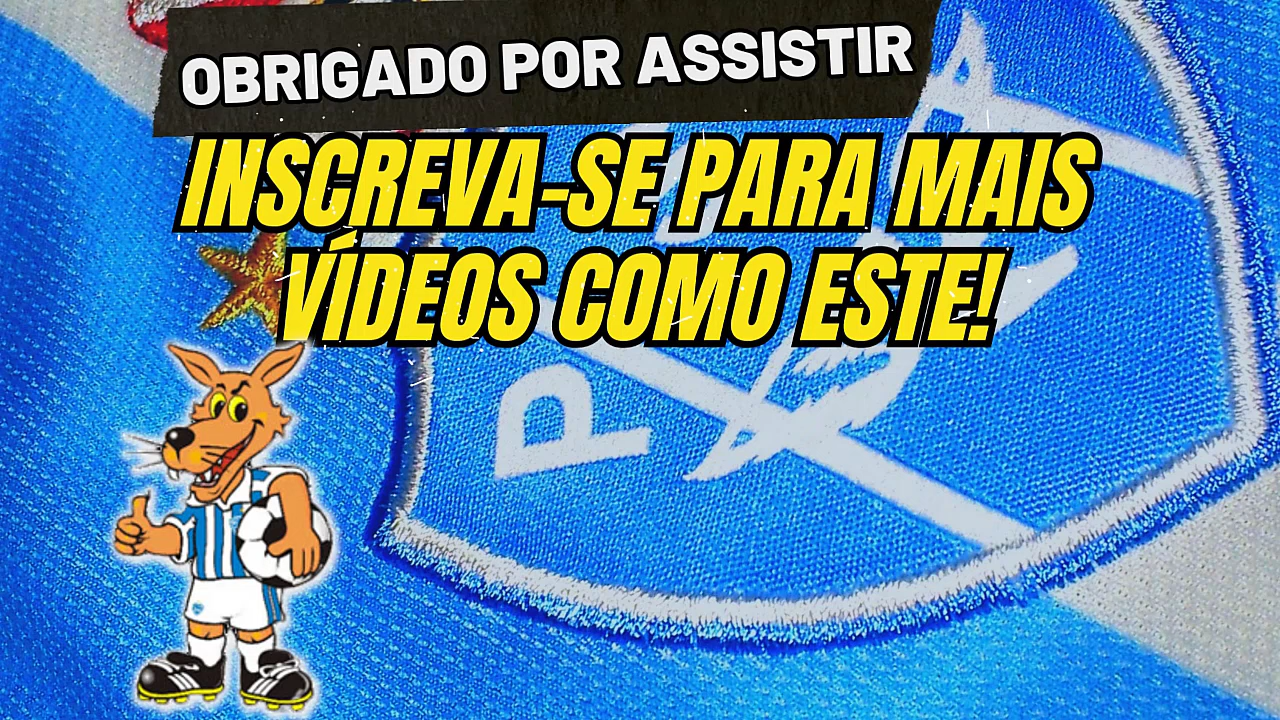 OBRIGADO POR ASSISTIR
INSCREVA-SE PARA MAIS
VÍDEOS COMO ESTE!
P